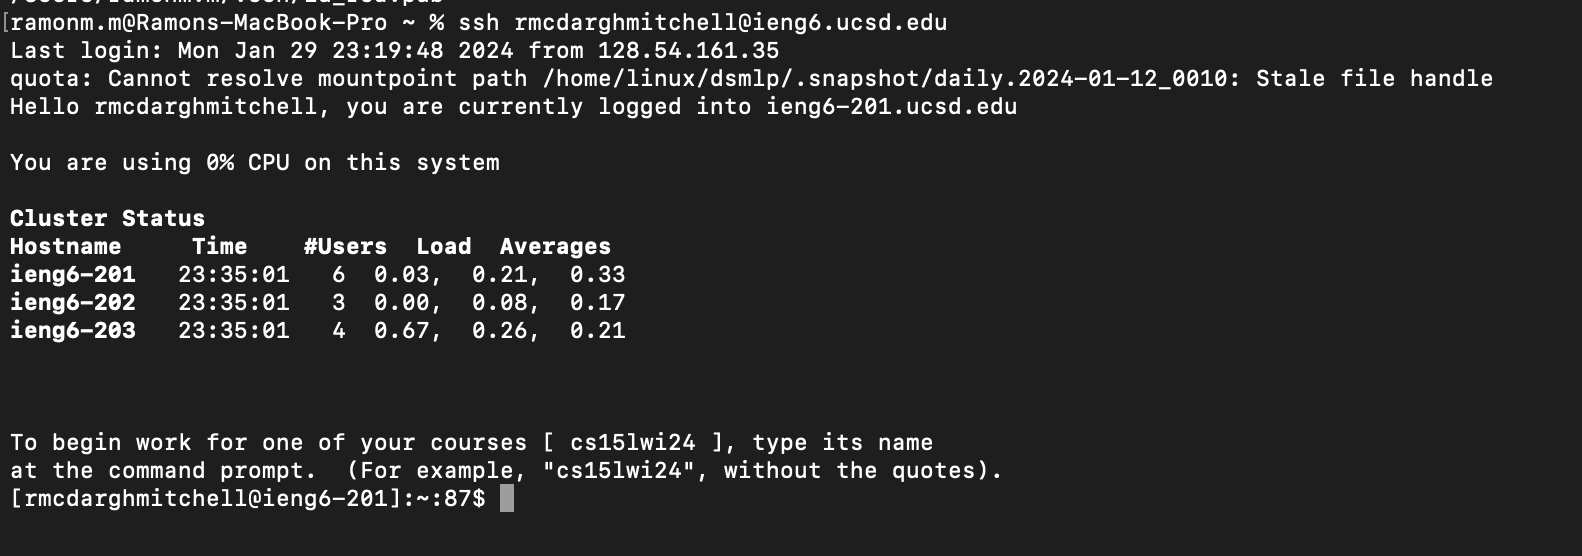 [ramonm.m@Ramons-MacBook-Pro ~ % ssh rmcdarghmitchell@ieng6.ucsd.edu
Last login: Mon Jan 29 23:19:48 2024 from 128.54.161.35
quota: Cannot resolve mountpoint path /home/linux/dsmlp/.snapshot/daily.2024-01-12_0010: Stale file handle
Hello rmcdarghmitchell, you are currently logged into ieng6-201.ucsd.edu
You are using 0% CPU on this system
Cluster Status
Hostname     Time    #Users  Load  Averages
ieng6-201   23:35:01   6  0.03,  0.21,  0.33
ieng6-202   23:35:01   3  0.00,  0.08,  0.17
ieng6-203   23:35:01   4  0.67,  0.26,  0.21
To begin work for one of your courses [ cs15lwi24 ], type its name
at the command prompt.  (For example, "cs15lwi24", without the quotes).
[rmcdarghmitchell@ieng6-201]:~:87$